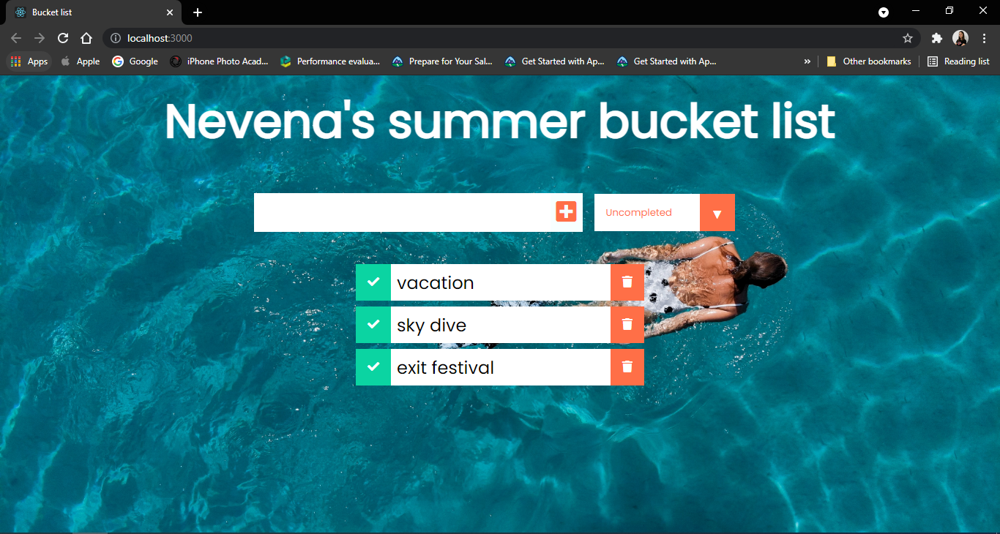 Bucket list
localhost:3000
Apps Apple Google iPhone Photo Acad... Performance evalua... Prepare for Your Sal... Get Started with Ap... Get Started with Ap... » Other bookmarks Reading list
Nevena's summer bucket list
Uncompleted
vacation
sky dive
exit festival